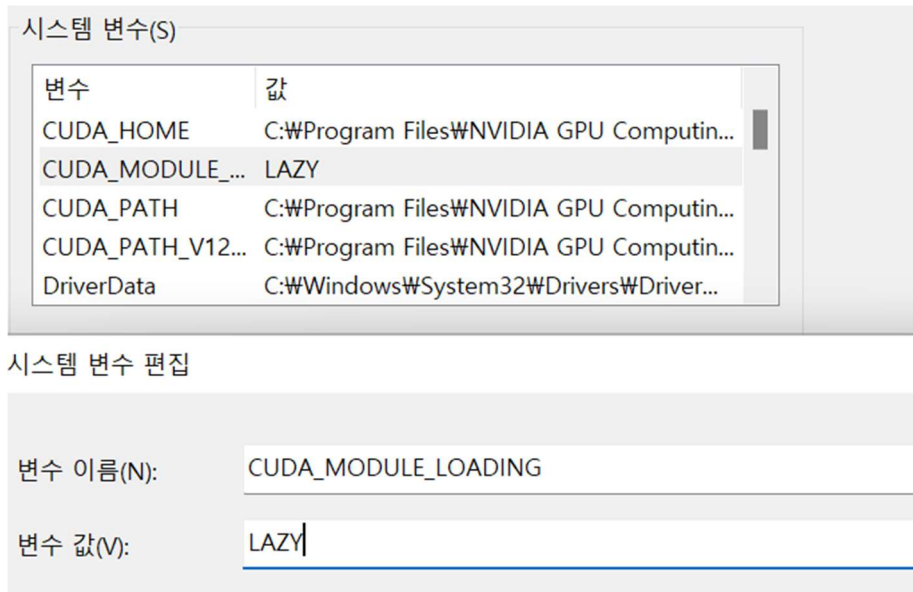 시스템 변수(S)
변수 값
CUDA_HOME C:₩Program Files₩NVIDIA GPU Computin...
CUDA_MODULE_... LAZY
CUDA_PATH C:₩Program Files₩NVIDIA GPU Computin...
CUDA_PATH_V12... C:₩Program Files₩NVIDIA GPU Computin...
DriverData C:₩Windows₩System32₩Drivers₩Driver...
시스템 변수 편집
변수 이름(N): CUDA_MODULE_LOADING
변수 값(V): LAZY